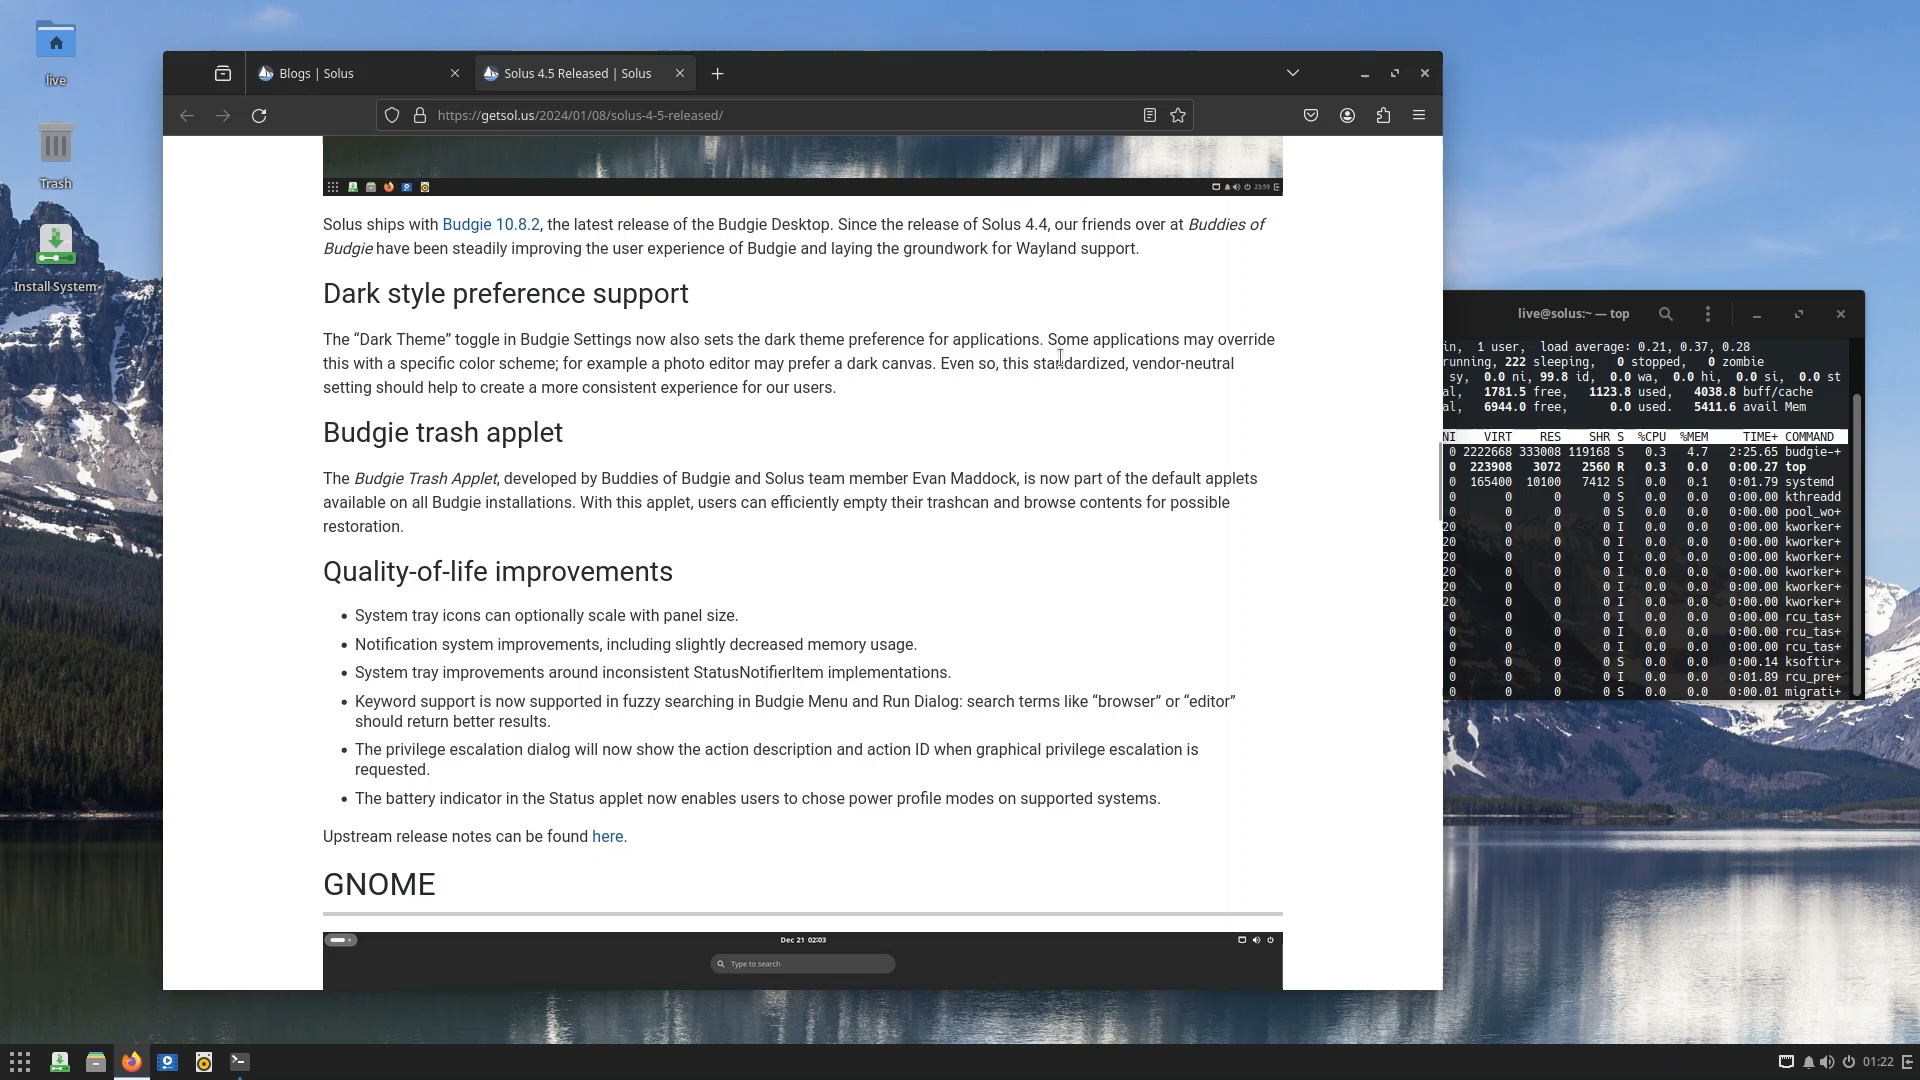 live
Trash
Install System
Blogs | Solus
Solus 4.5 Released | Solus
https://getsol.us/2024/01/08/solus-4-5-released/
23:59
Solus ships with Budgie 10.8.2, the latest release of the Budgie Desktop. Since the release of Solus 4.4, our friends over at Buddies of
Budgie have been steadily improving the user experience of Budgie and laying the groundwork for Wayland support.
Dark style preference support
The “Dark Theme” toggle in Budgie Settings now also sets the dark theme preference for applications. Some applications may override
this with a specific color scheme; for example a photo editor may prefer a dark canvas. Even so, this standardized, vendor-neutral
setting should help to create a more consistent experience for our users.
Budgie trash applet
The Budgie Trash Applet, developed by Buddies of Budgie and Solus team member Evan Maddock, is now part of the default applets
available on all Budgie installations. With this applet, users can efficiently empty their trashcan and browse contents for possible
restoration.
Quality-of-life improvements
• System tray icons can optionally scale with panel size.
• Notification system improvements, including slightly decreased memory usage.
• System tray improvements around inconsistent StatusNotifierItem implementations.
• Keyword support is now supported in fuzzy searching in Budgie Menu and Run Dialog: search terms like “browser” or “editor”
should return better results.
• The privilege escalation dialog will now show the action description and action ID when graphical privilege escalation is
requested.
• The battery indicator in the Status applet now enables users to chose power profile modes on supported systems.
Upstream release notes can be found here.
GNOME
Dec 21 02:03
Type to search
live@solus:~ — top
in, 1 user, load average: 0.21, 0.37, 0.28
running, 222 sleeping, 0 stopped, 0 zombie
sy, 0.0 ni, 99.8 id, 0.0 wa, 0.0 hi, 0.0 si, 0.0 st
al, 1781.5 free, 1123.8 used, 4038.8 buff/cache
al, 6944.0 free, 0.0 used. 5411.6 avail Mem
NI VIRT RES SHR S %CPU %MEM TIME+ COMMAND
0 2222668 333008 119168 S 0.3 4.7 2:25.65 budgie-+
0 223908 3072 2560 R 0.3 0.0 0:00.27 top
0 165400 10100 7412 S 0.0 0.1 0:01.79 systemd
0 0 0 0 S 0.0 0.0 0:00.00 kthreadd
0 0 0 0 S 0.0 0.0 0:00.00 pool_wo+
20 0 0 0 I 0.0 0.0 0:00.00 kworker+
20 0 0 0 I 0.0 0.0 0:00.00 kworker+
20 0 0 0 I 0.0 0.0 0:00.00 kworker+
20 0 0 0 I 0.0 0.0 0:00.00 kworker+
20 0 0 0 I 0.0 0.0 0:00.00 kworker+
20 0 0 0 I 0.0 0.0 0:00.00 kworker+
0 0 0 0 I 0.0 0.0 0:00.00 rcu_tas+
0 0 0 0 I 0.0 0.0 0:00.00 rcu_tas+
0 0 0 0 I 0.0 0.0 0:00.00 rcu_tas+
0 0 0 0 S 0.0 0.0 0:00.14 ksoftir+
0 0 0 0 I 0.0 0.0 0:01.89 rcu_pre+
0 0 0 0 S 0.0 0.0 0:00.01 migrati+
01:22